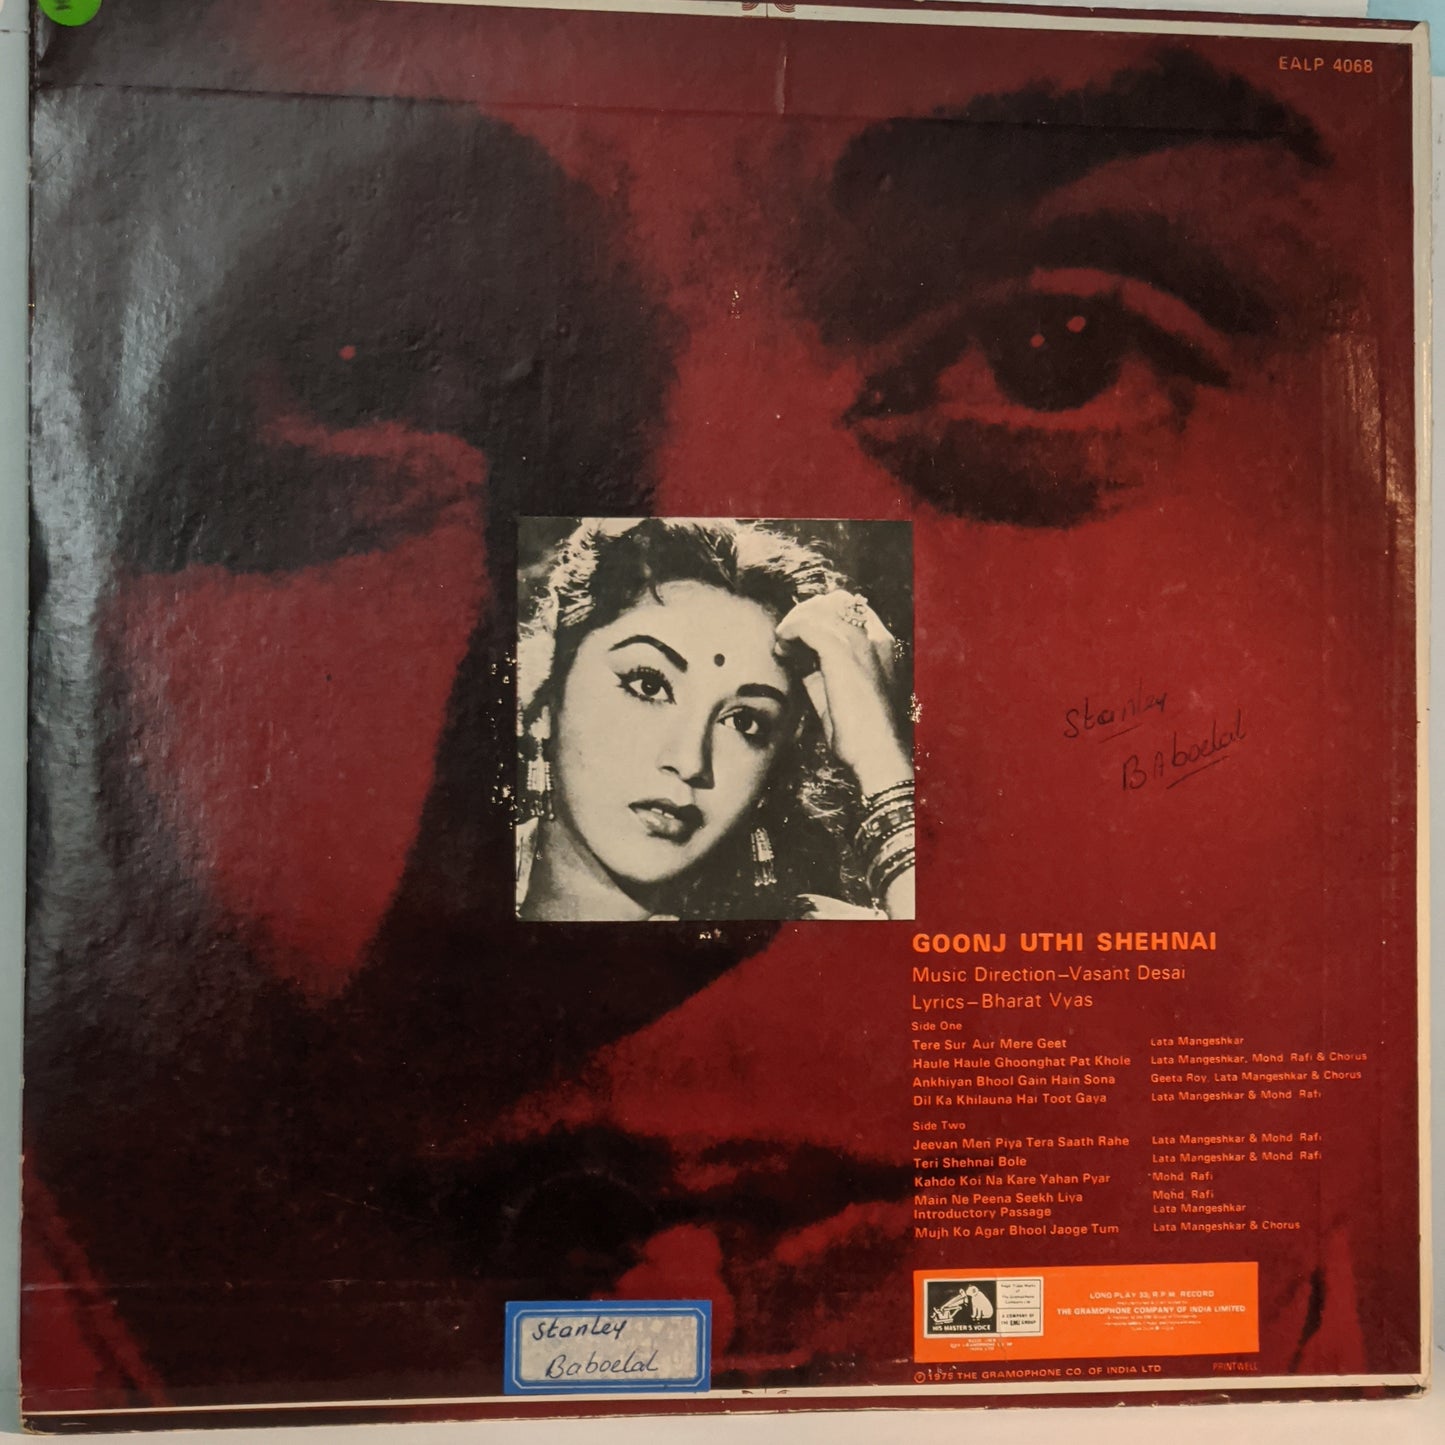 EALP 4068
Stanley
Baboelal
GOONJ UTHI SHEHNAI
Music Direction–Vasant Desai
Lyrics–Bharat Vyas
Side One
Tere Sur Aur Mere Geet Lata Mangeshkar
Haule Haule Ghoonghat Pat Khole Lata Mangeshkar, Mohd. Rafi & Chorus
Ankhiyan Bhool Gain Hain Sona Geeta Roy, Lata Mangeshkar & Chorus
Dil Ka Khilauna Hai Toot Gaya Lata Mangeshkar & Mohd. Rafi
Side Two
Jeevan Men Piya Tera Saath Rahe Lata Mangeshkar & Mohd. Rafi
Teri Shehnai Bole Lata Mangeshkar & Mohd. Rafi
Kahdo Koi Na Kare Yahan Pyar Mohd. Rafi
Main Ne Peena Seekh Liya Mohd. Rafi
Introductory Passage Lata Mangeshkar
Mujh Ko Agar Bhool Jaoge Tum Lata Mangeshkar & Chorus
HIS MASTER'S VOICE
A COMPANY OF
THE EMI GROUP
LONG PLAY 33⅓ R.P.M. RECORD
THE GRAMOPHONE COMPANY OF INDIA LIMITED
℗ 1975 THE GRAMOPHONE CO. OF INDIA LTD
PRINTWELL
Stanley
Baboelal